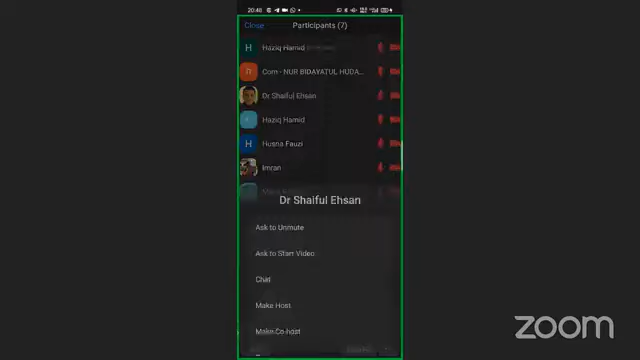 20:46
Close Participants (7)
H Haziq Hamid
n Com - NUR BIDAYATUL HUDA...
Dr Shaiful Ehsan
Haziq Hamid
H Husna Fauzi
Imran
Dr Shaiful Ehsan
Ask to Unmute
Ask to Start Video
Chat
Make Host
Make Co-host
zoom